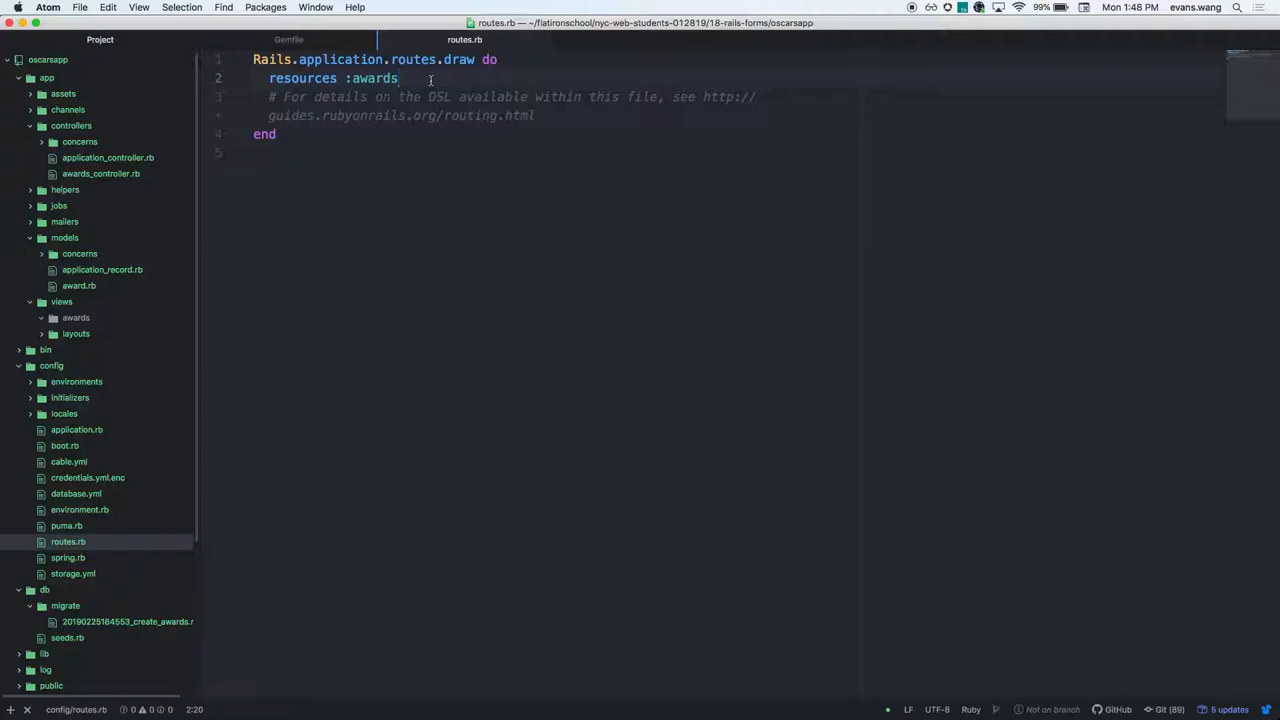 Atom File Edit View Selection Find Packages Window Help 99% Mon 1:48 PM evans.wang
routes.rb — ~/flatironschool/nyc-web-students-012819/18-rails-forms/oscarsapp
Project Gemfile routes.rb
oscarsapp
app
assets
channels
controllers
concerns
application_controller.rb
awards_controller.rb
helpers
jobs
mailers
models
concerns
application_record.rb
award.rb
views
awards
layouts
bin
config
environments
initializers
locales
application.rb
boot.rb
cable.yml
credentials.yml.enc
database.yml
environment.rb
puma.rb
routes.rb
spring.rb
storage.yml
db
migrate
20190225184553_create_awards.r
seeds.rb
lib
log
public
1 Rails.application.routes.draw do
2 resources :awards
3 # For details on the DSL available within this file, see http://
• guides.rubyonrails.org/routing.html
4 end
5
config/routes.rb 0 0 0 2:20 LF UTF-8 Ruby Not on branch GitHub Git (89) 5 updates